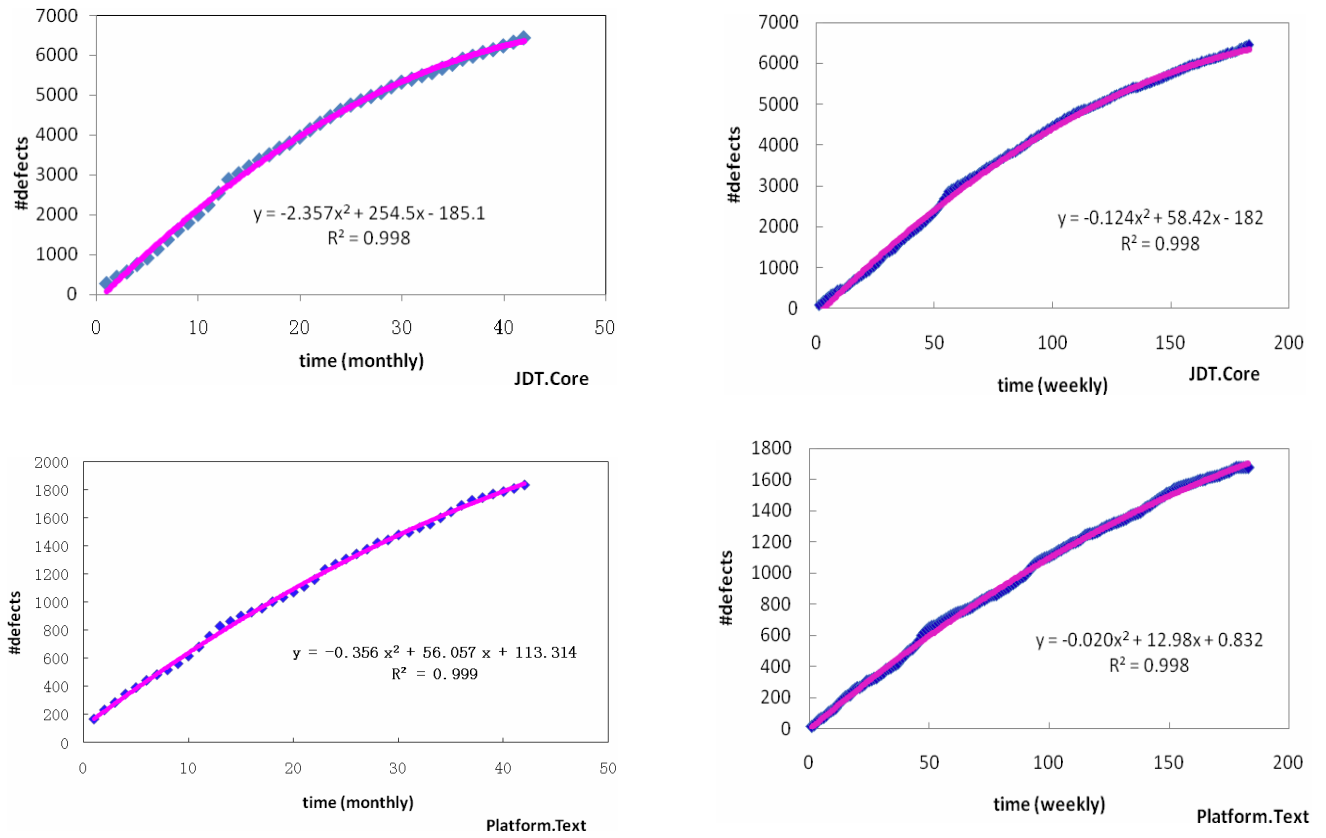 7000
6000
5000
4000
3000
2000
1000
0
#defects
y = -2.357x² + 254.5x - 185.1
R² = 0.998
0 10 20 30 40 50
time (monthly)
JDT.Core
7000
6000
5000
4000
3000
2000
1000
0
#defects
y = -0.124x² + 58.42x - 182
R² = 0.998
0 50 100 150 200
time (weekly)
JDT.Core
2000
1800
1600
1400
1200
1000
800
600
400
200
0
#defects
y = -0.356 x² + 56.057 x + 113.314
R² = 0.999
0 10 20 30 40 50
time (monthly)
Platform.Text
1800
1600
1400
1200
1000
800
600
400
200
0
#defects
y = -0.020x² + 12.98x + 0.832
R² = 0.998
0 50 100 150 200
time (weekly)
Platform.Text